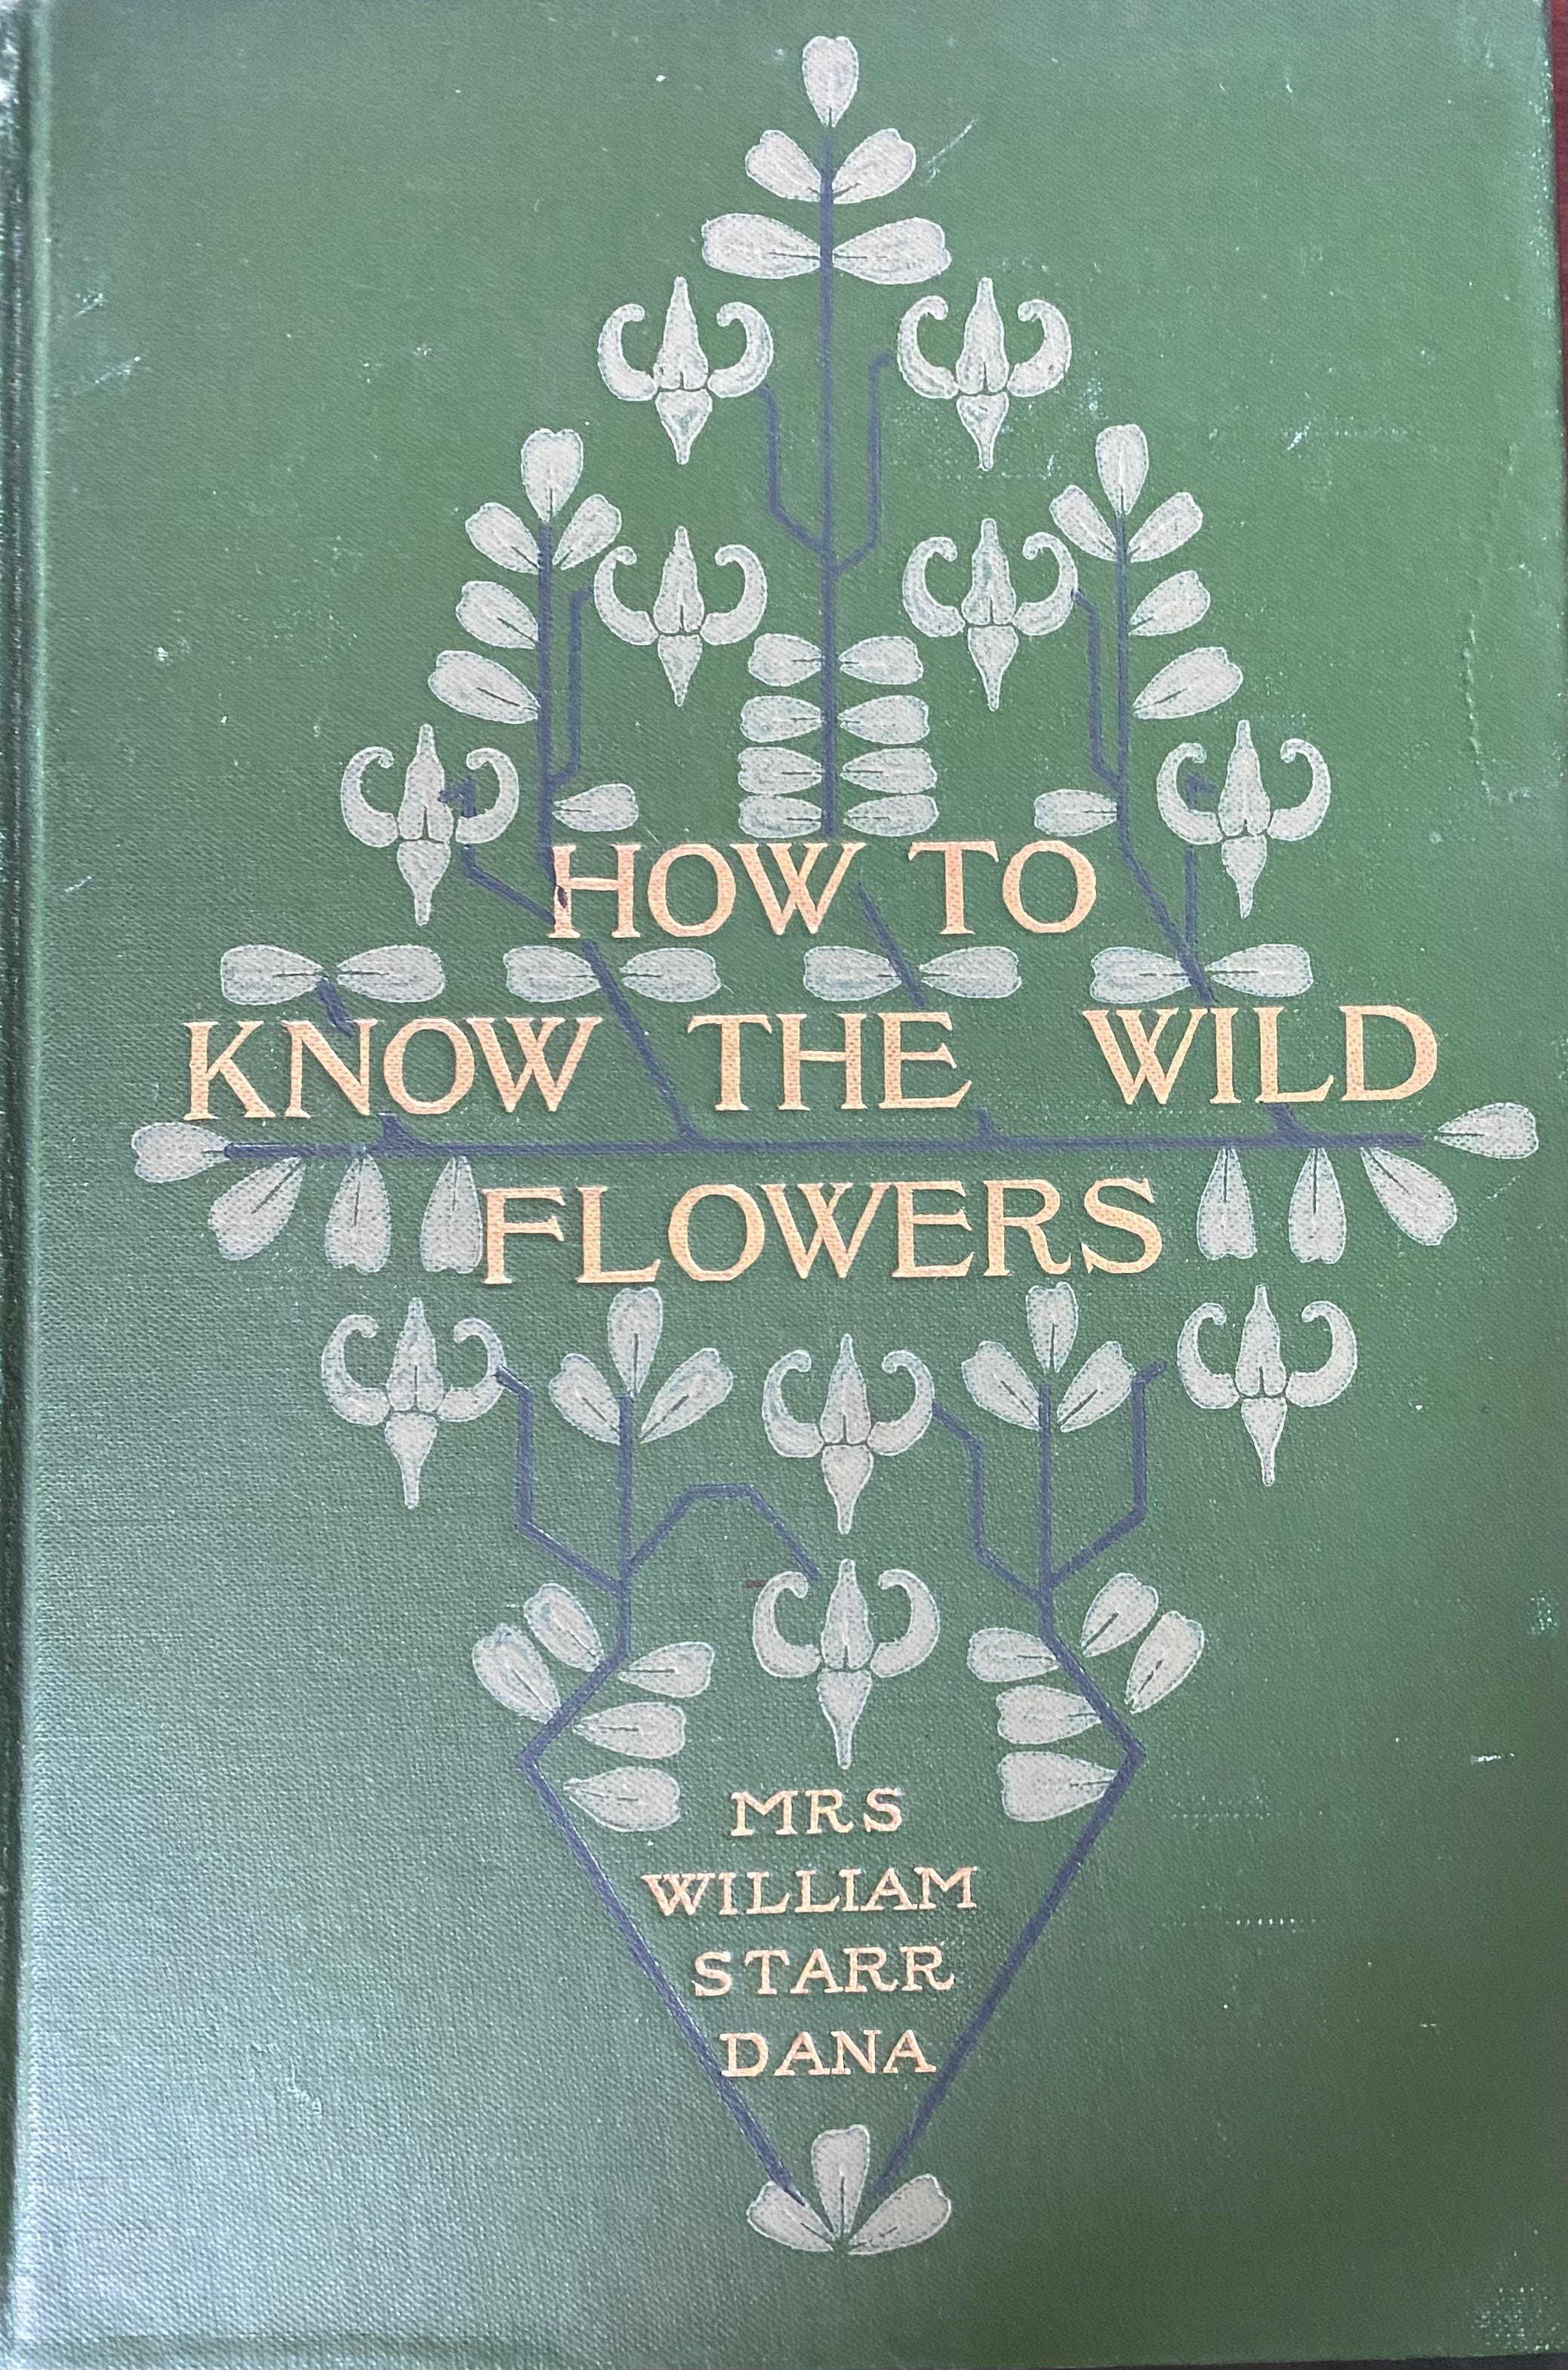 HOW TO
KNOW THE WILD
FLOWERS
MRS
WILLIAM
STARR
DANA